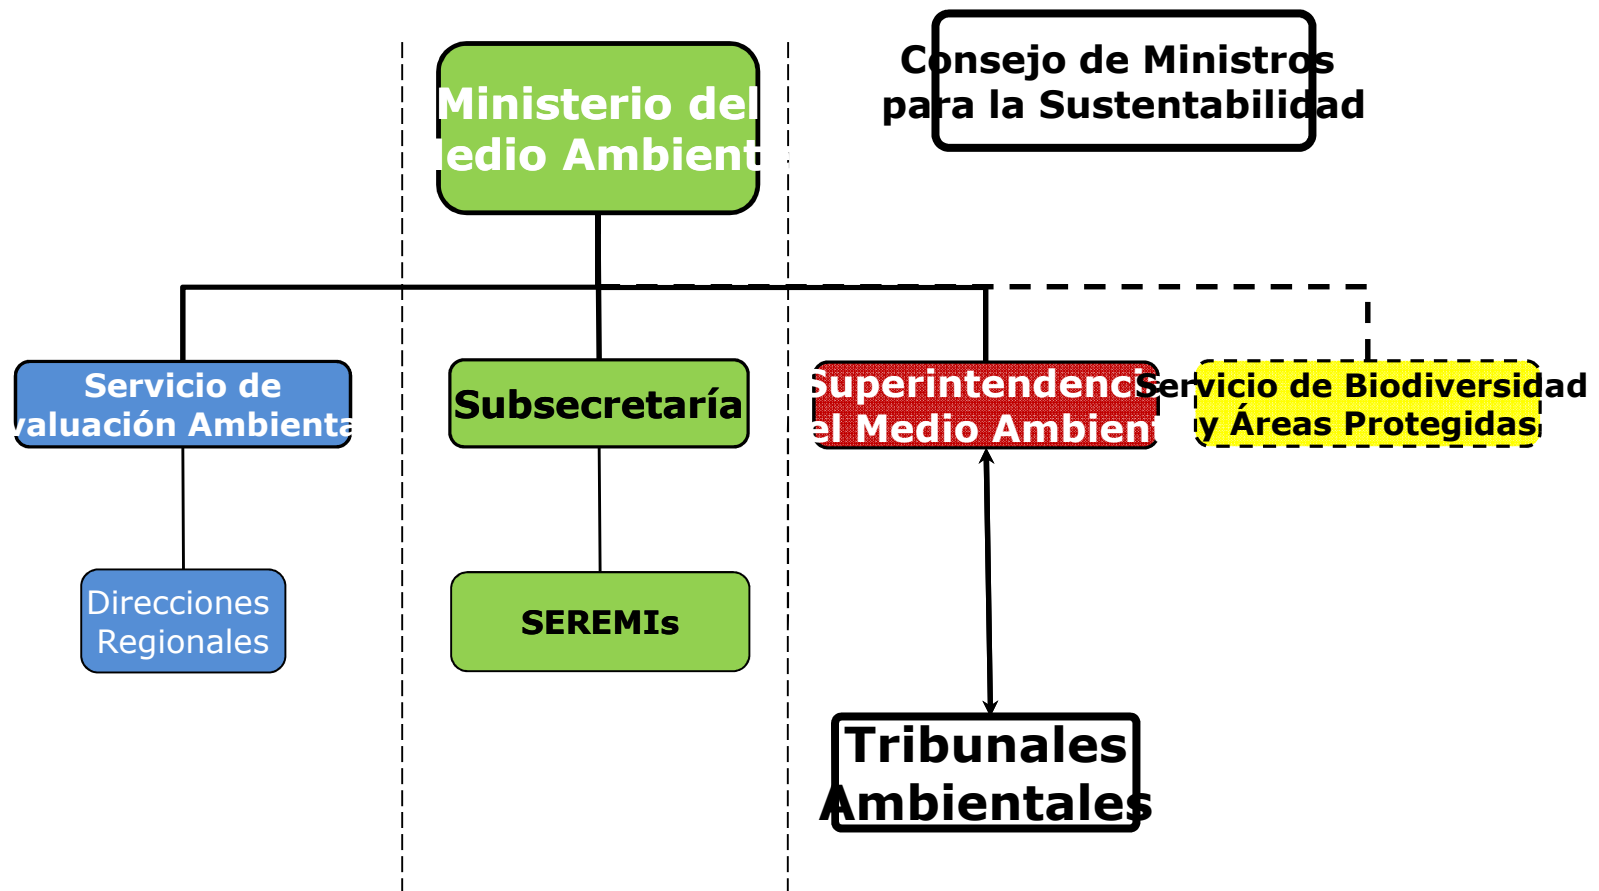 Consejo de Ministros
para la Sustentabilidad
Ministerio del
Medio Ambiente
Servicio de
Evaluación Ambiental
Subsecretaría
Superintendencia
del Medio Ambiente
Servicio de Biodiversidad
y Áreas Protegidas
Direcciones
Regionales
SEREMIs
Tribunales
Ambientales